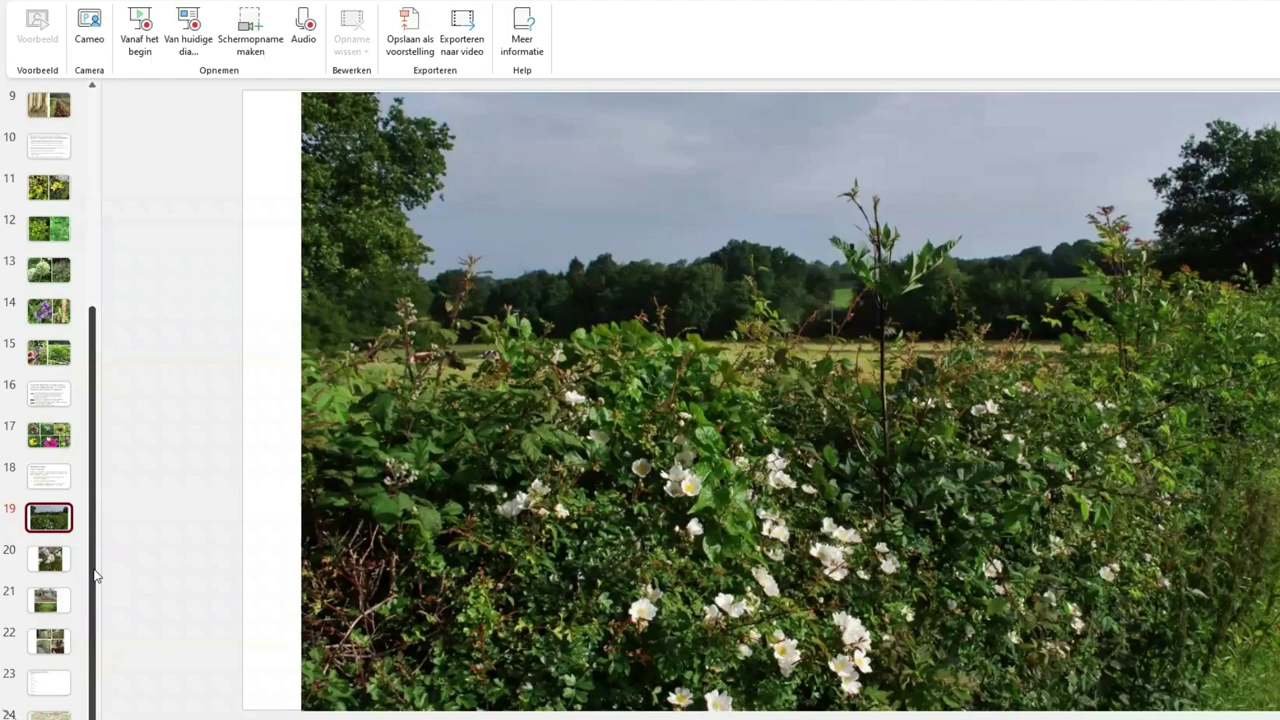 Voorbeeld
Cameo
Vanaf het
begin
Van huidige
dia...
Schermopname
maken
Audio
Opname
wissen
Opslaan als
voorstelling
Exporteren
naar video
Meer
informatie
Voorbeeld
Camera
Opnemen
Bewerken
Exporteren
Help
9
10
11
12
13
14
15
16
17
18
19
20
21
22
23
24